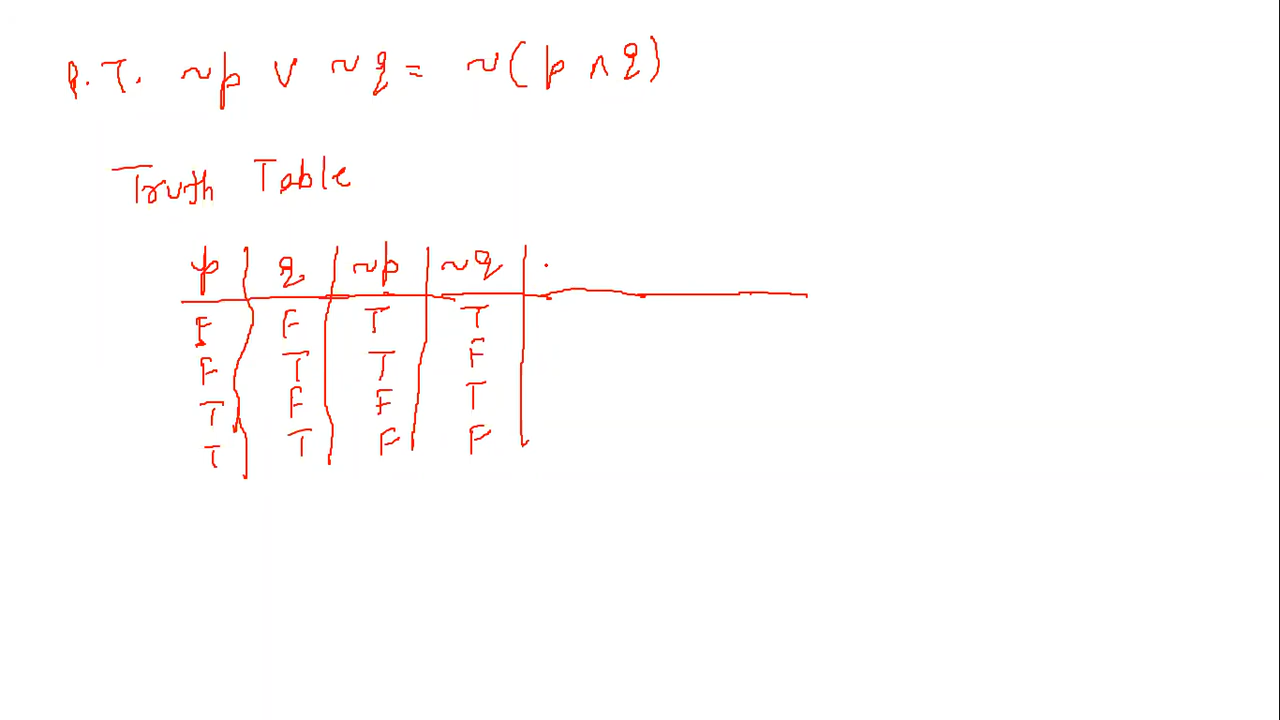 P.T. ~p ∨ ~q = ~(p ∧ q)
Truth Table
p | q | ~p | ~q |
F | F | T | T |
F | T | T | F |
T | F | F | T |
T | T | F | F |